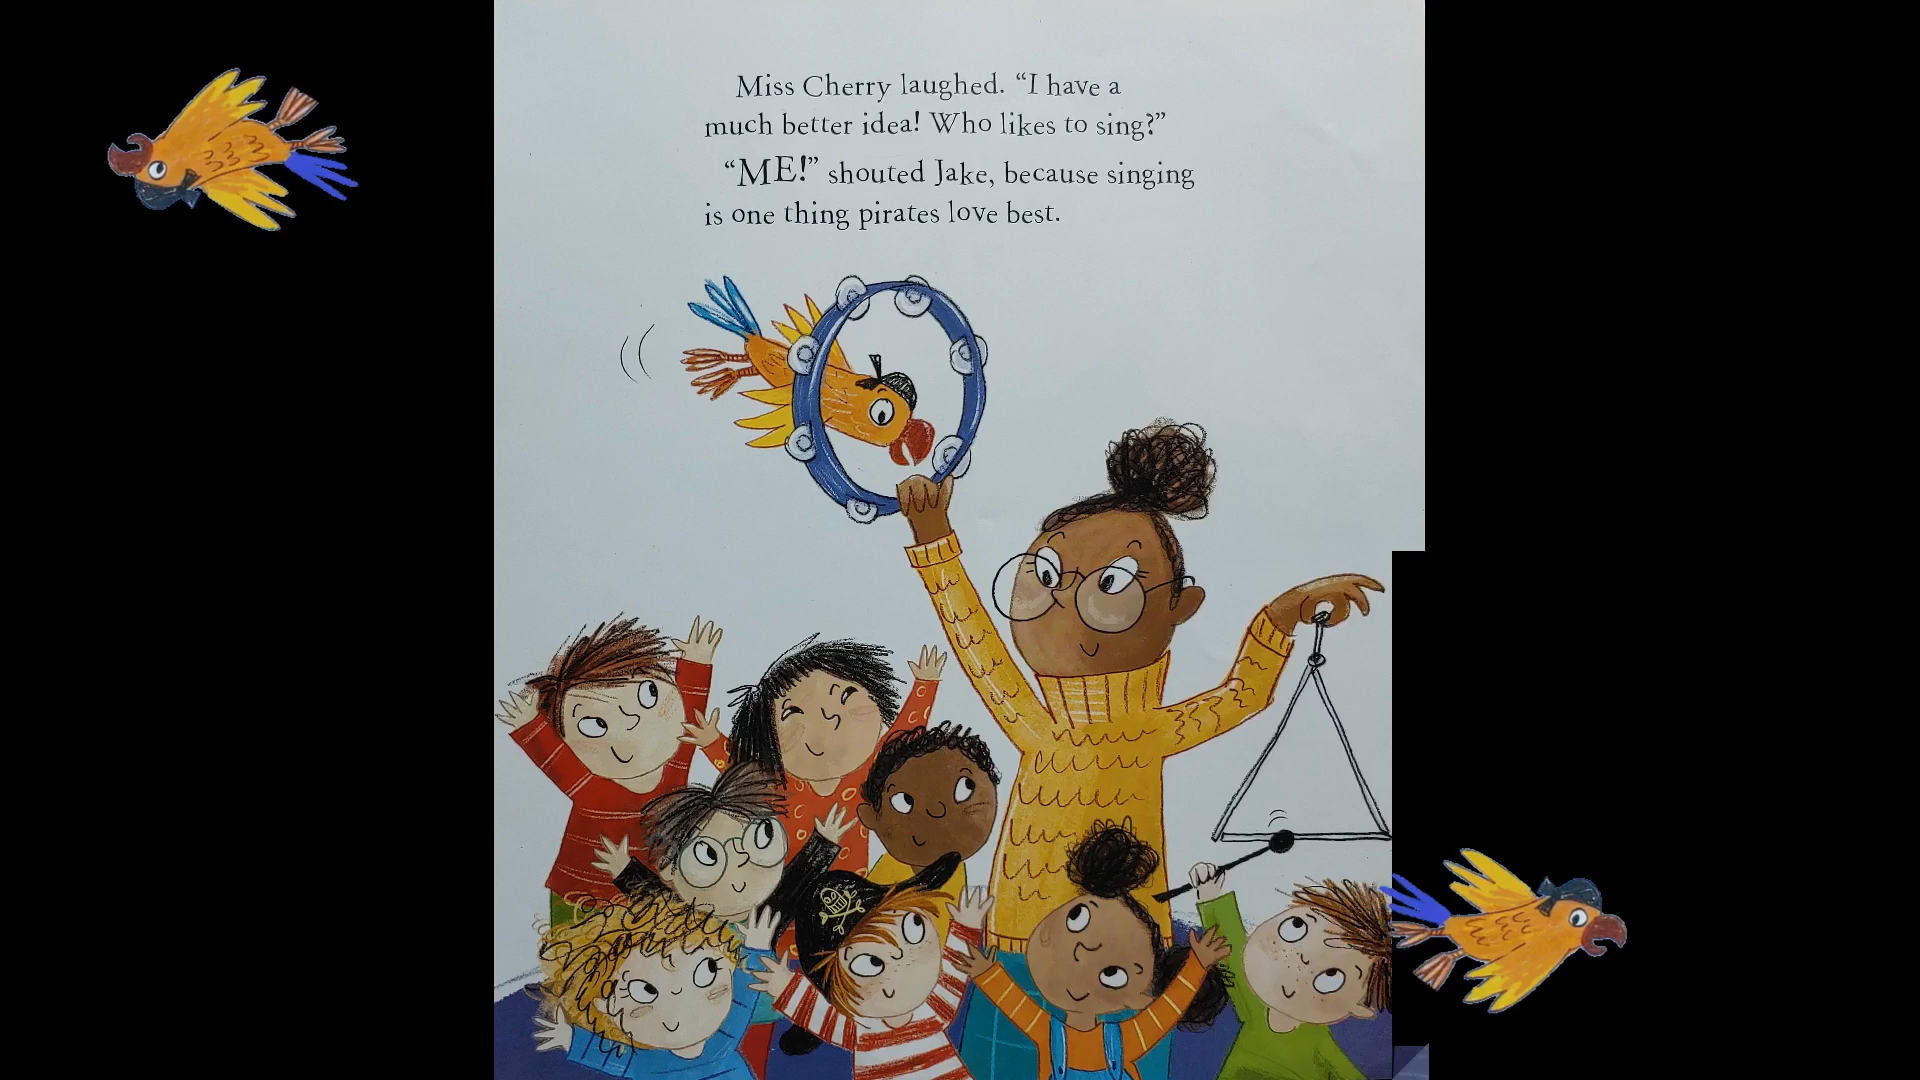 Miss Cherry laughed. “I have a
much better idea! Who likes to sing?”
“ME!” shouted Jake, because singing
is one thing pirates love best.